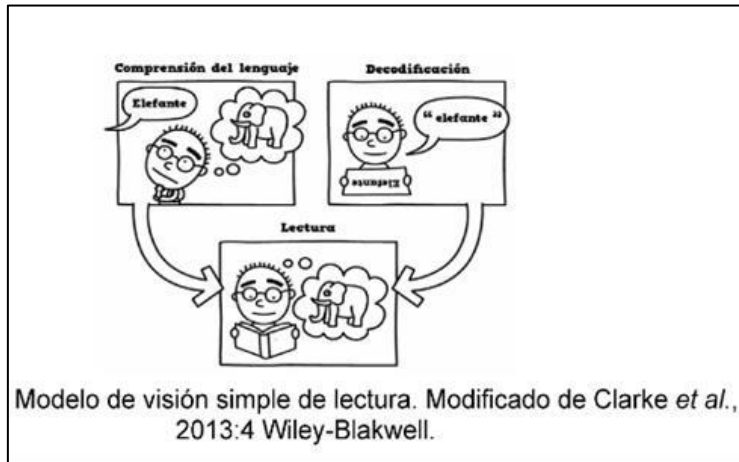 Comprensión del lenguaje
Decodificación
Elefante
“ elefante ”
Elefante
Lectura
Modelo de visión simple de lectura. Modificado de Clarke et al.,
2013:4 Wiley-Blakwell.